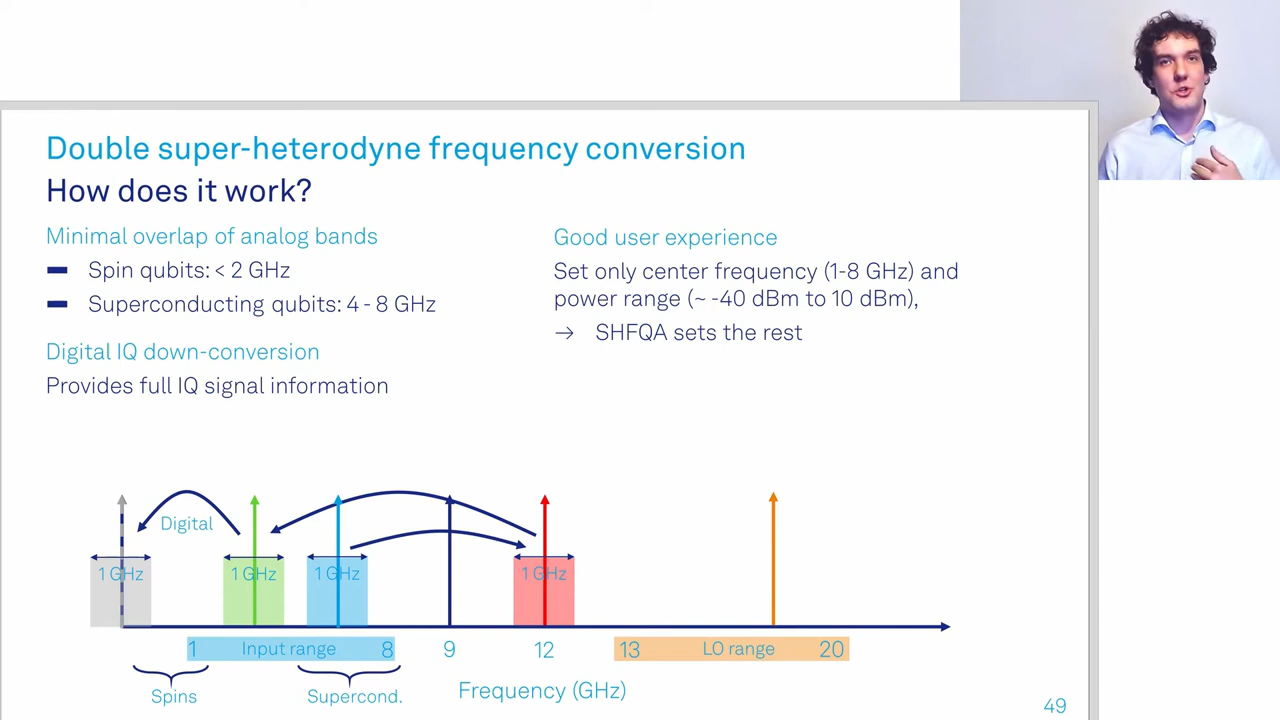 Double super-heterodyne frequency conversion
How does it work?
Minimal overlap of analog bands
Spin qubits: < 2 GHz
Superconducting qubits: 4 - 8 GHz
Digital IQ down-conversion
Provides full IQ signal information
Good user experience
Set only center frequency (1-8 GHz) and
power range (~ -40 dBm to 10 dBm),
→ SHFQA sets the rest
Digital
1 GHz 1 GHz 1 GHz 1 GHz
1 Input range 8 9 12 13 LO range 20
Spins Supercond. Frequency (GHz)
49